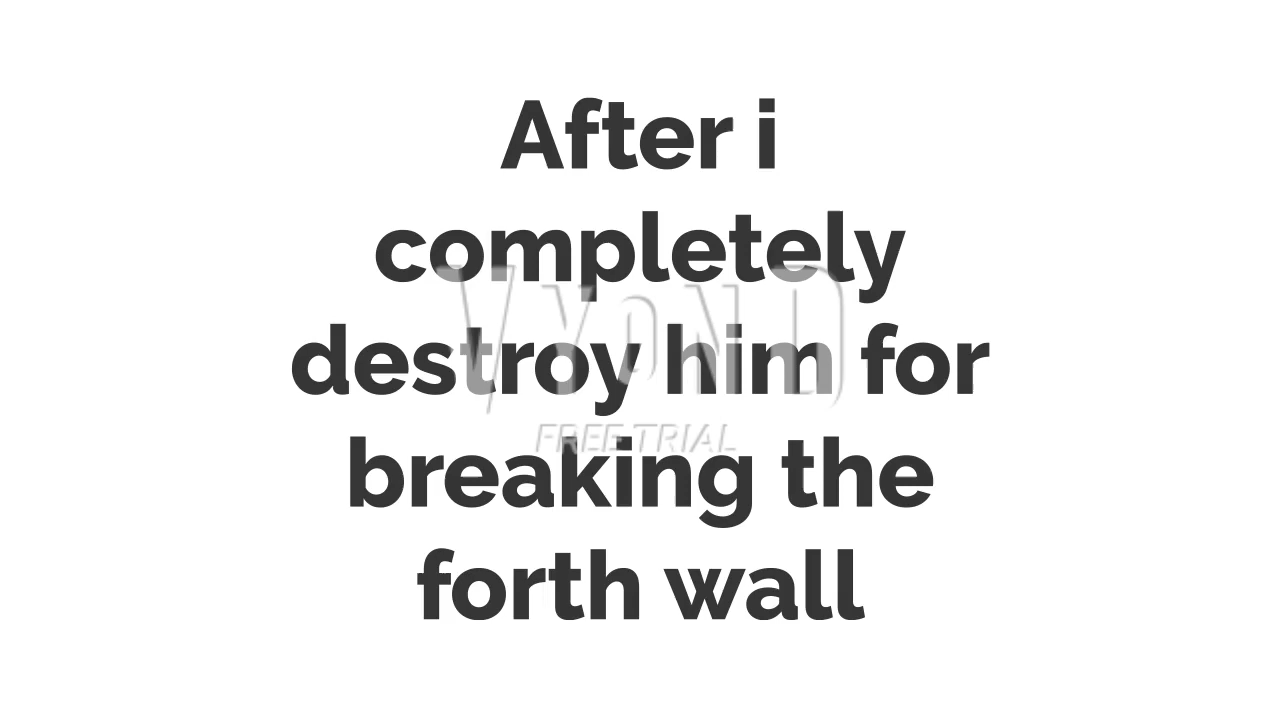 After i
completely
VYOND
destroy him for
FREE TRIAL
breaking the
forth wall